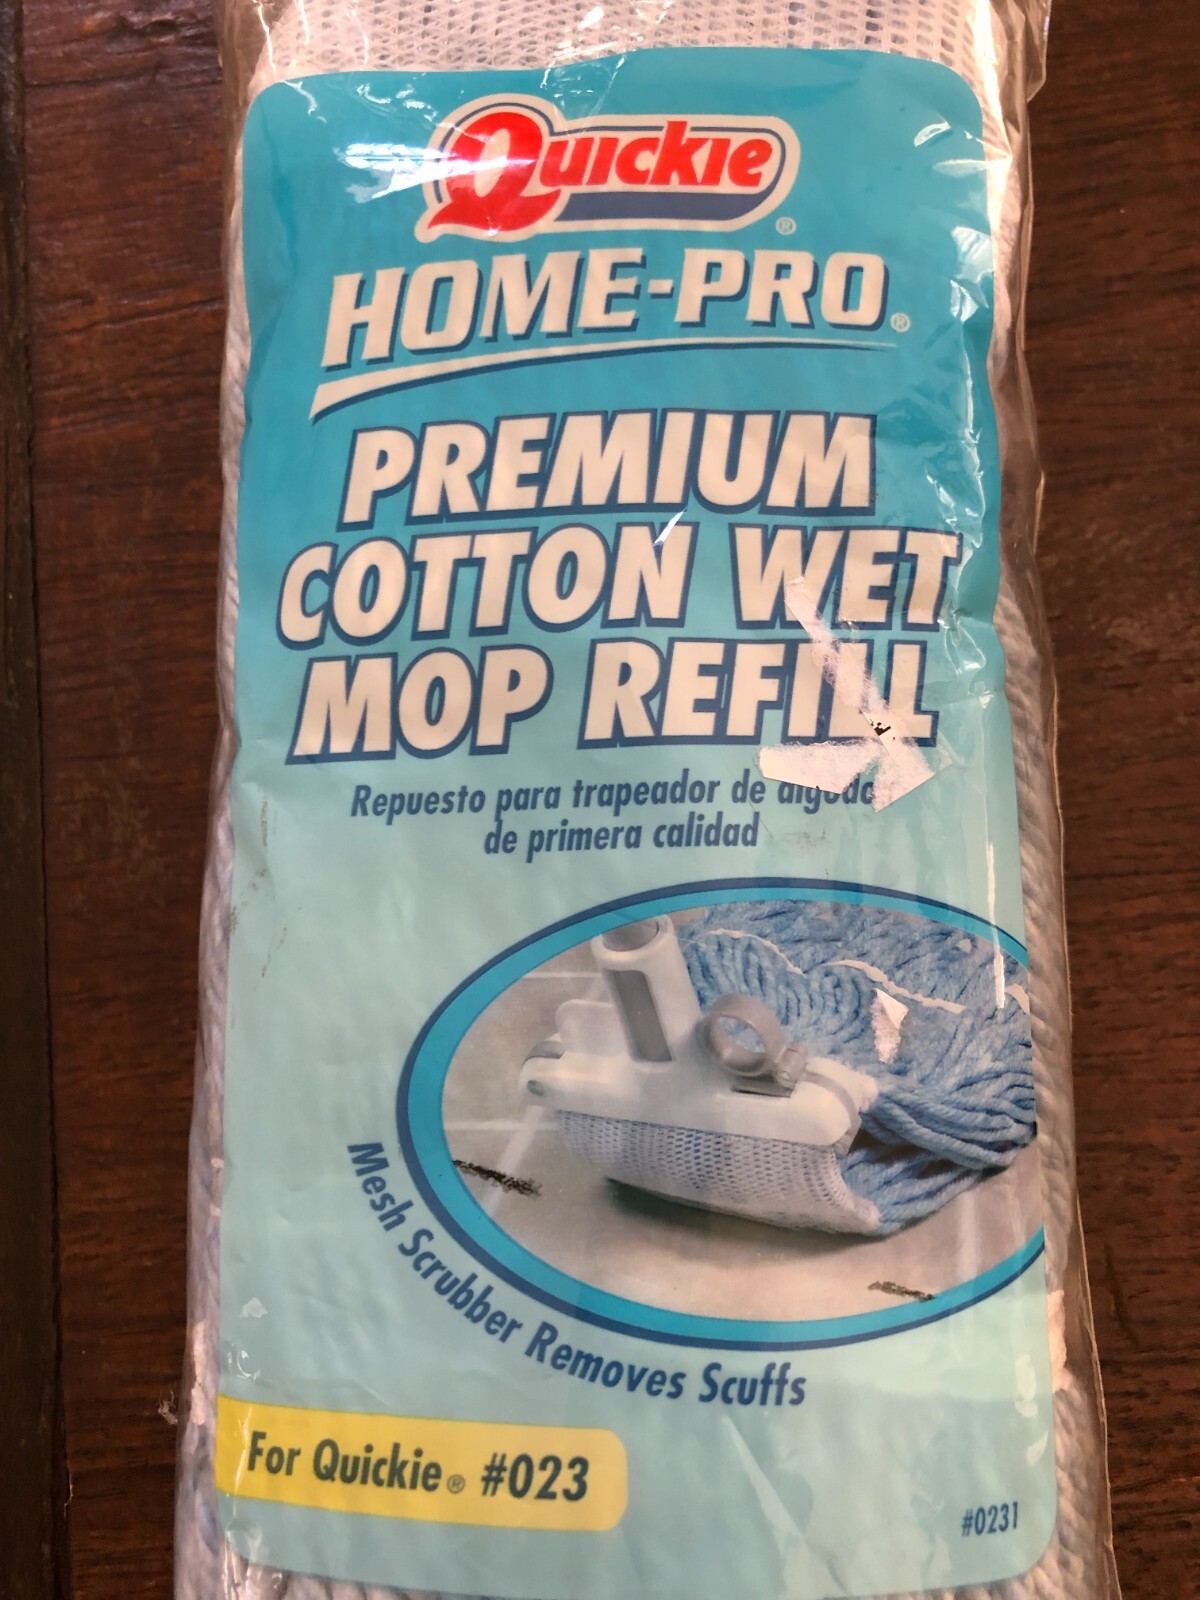 Quickie®
HOME-PRO®
PREMIUM
COTTON WET
MOP REFILL
Repuesto para trapeador de
de primera calidad
Mesh Scrubber Removes Scuffs
For Quickie® #023
#0231